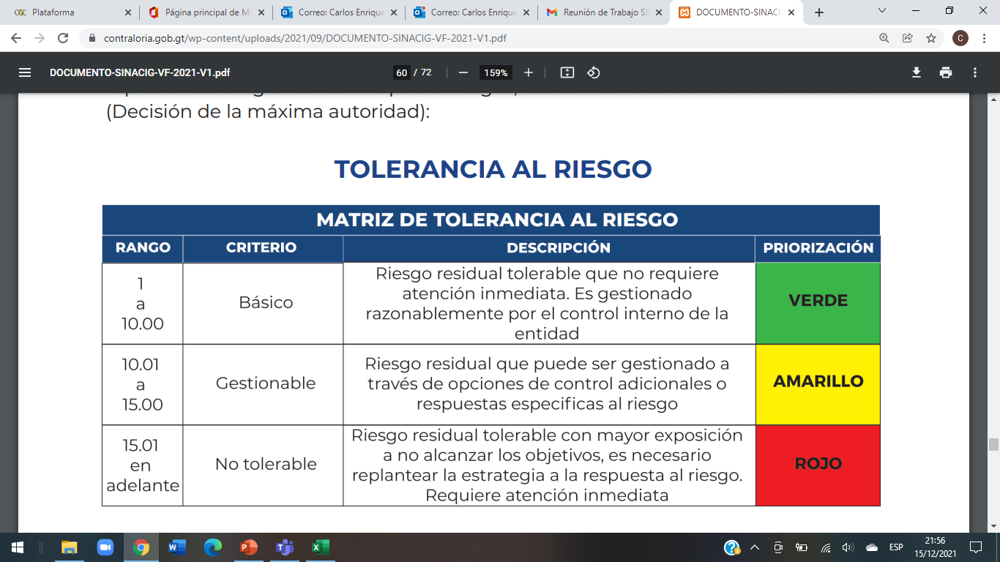 Plataforma
Página principal de Mi
Correo: Carlos Enrique
Correo: Carlos Enrique
Reunión de Trabajo SI
DOCUMENTO-SINACI
contraloria.gob.gt/wp-content/uploads/2021/09/DOCUMENTO-SINACIG-VF-2021-V1.pdf
C
DOCUMENTO-SINACIG-VF-2021-V1.pdf
60 / 72
159%
(Decisión de la máxima autoridad):
TOLERANCIA AL RIESGO
MATRIZ DE TOLERANCIA AL RIESGO
RANGO
CRITERIO
DESCRIPCIÓN
PRIORIZACIÓN
1
a
10.00
Básico
Riesgo residual tolerable que no requiere
atención inmediata. Es gestionado
razonablemente por el control interno de la
entidad
VERDE
10.01
a
15.00
Gestionable
Riesgo residual que puede ser gestionado a
través de opciones de control adicionales o
respuestas especificas al riesgo
AMARILLO
15.01
en
adelante
No tolerable
Riesgo residual tolerable con mayor exposición
a no alcanzar los objetivos, es necesario
replantear la estrategia a la respuesta al riesgo.
Requiere atención inmediata
ROJO
ESP
21:56
15/12/2021